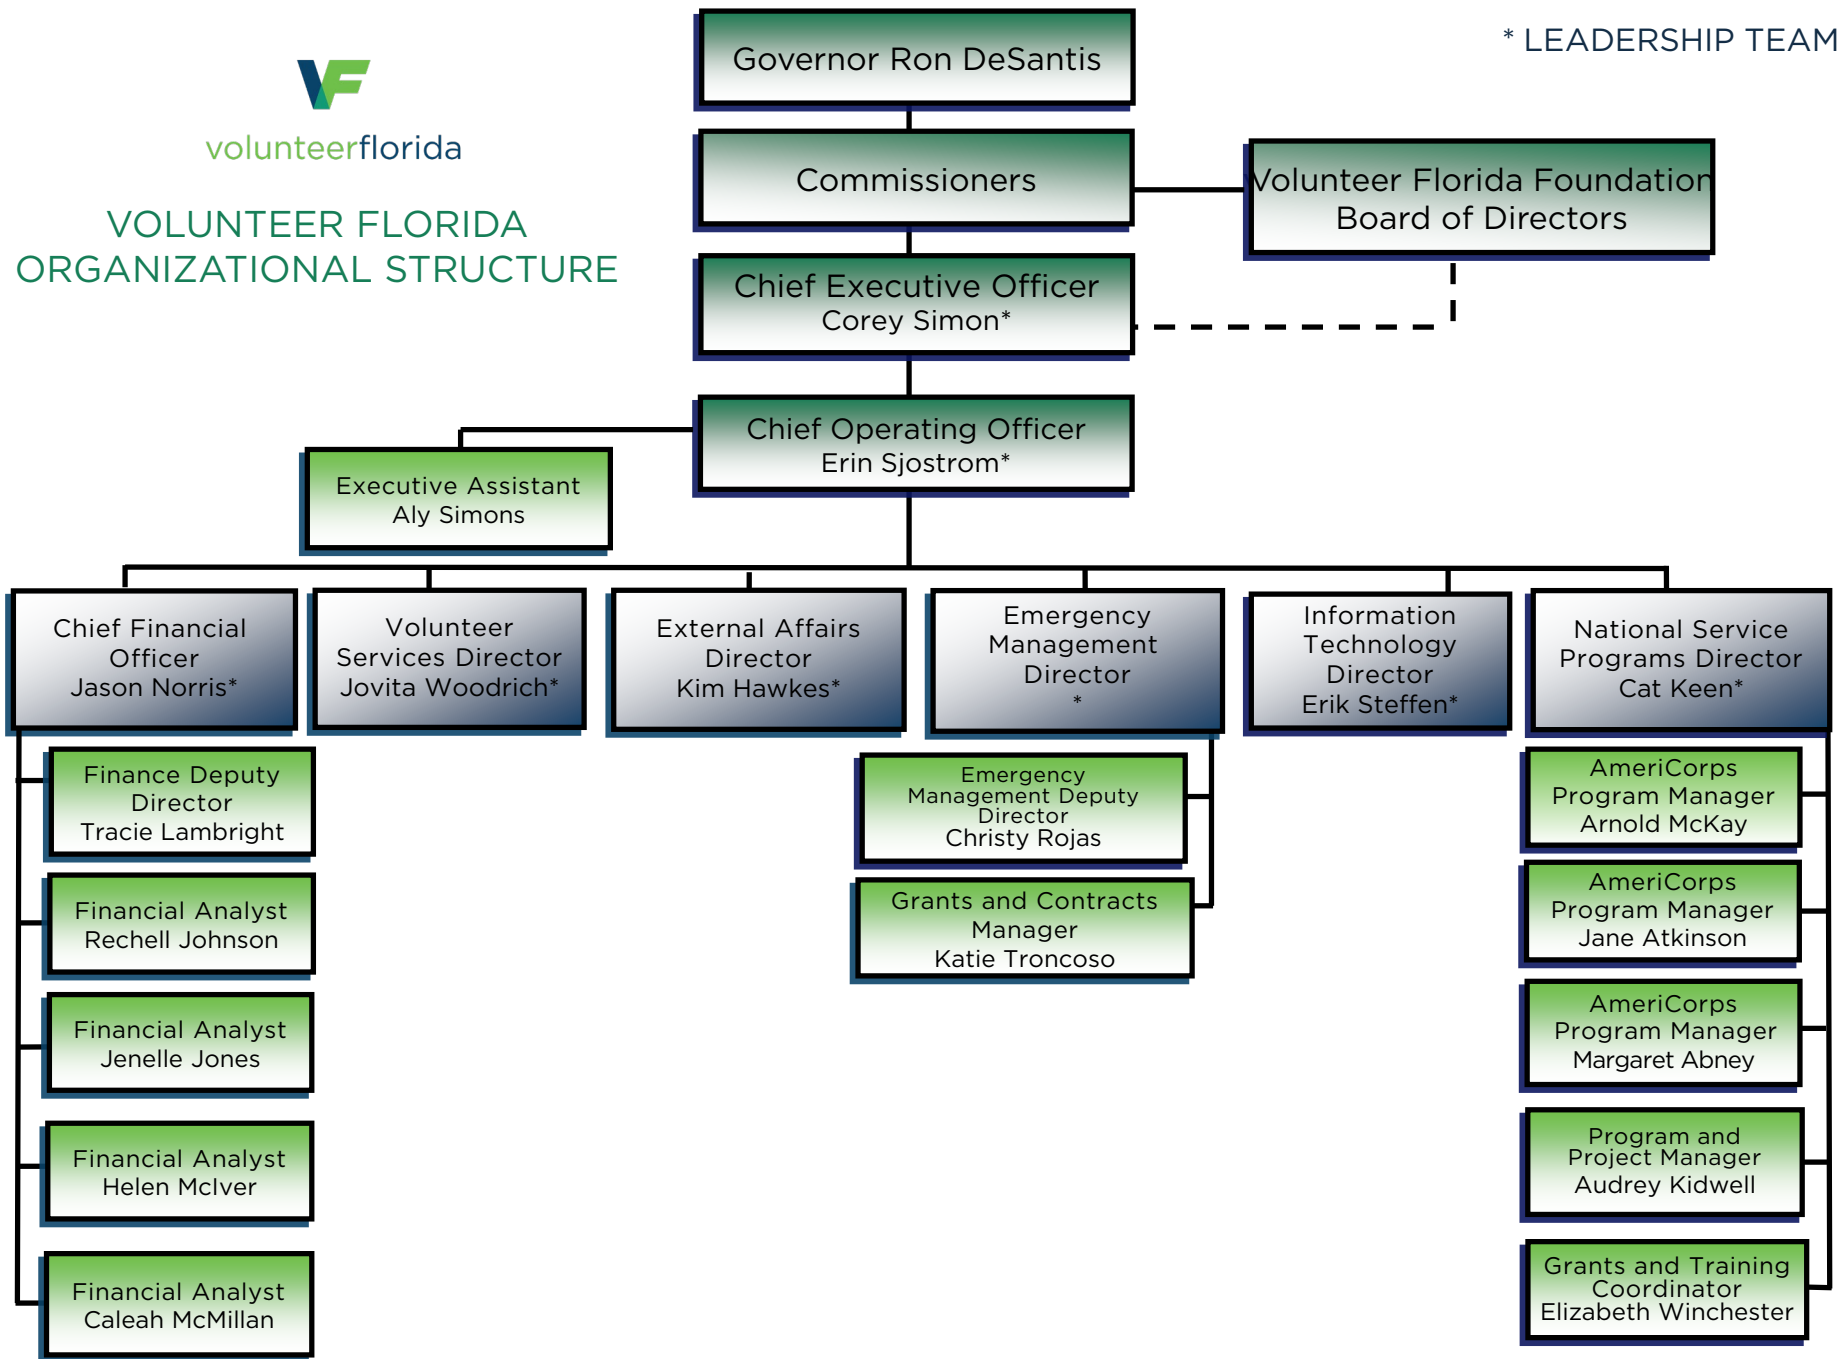 Governor Ron DeSantis
* LEADERSHIP TEAM
VF
volunteerflorida
VOLUNTEER FLORIDA
ORGANIZATIONAL STRUCTURE
Commissioners
Volunteer Florida Foundation
Board of Directors
Chief Executive Officer
Corey Simon*
Chief Operating Officer
Erin Sjostrom*
Executive Assistant
Aly Simons
Chief Financial
Officer
Jason Norris*
Volunteer
Services Director
Jovita Woodrich*
External Affairs
Director
Kim Hawkes*
Emergency
Management
Director
*
Information
Technology
Director
Erik Steffen*
National Service
Programs Director
Cat Keen*
Finance Deputy
Director
Tracie Lambright
Financial Analyst
Rechell Johnson
Financial Analyst
Jenelle Jones
Financial Analyst
Helen McIver
Financial Analyst
Caleah McMillan
Emergency
Management Deputy
Director
Christy Rojas
Grants and Contracts
Manager
Katie Troncoso
AmeriCorps
Program Manager
Arnold McKay
AmeriCorps
Program Manager
Jane Atkinson
AmeriCorps
Program Manager
Margaret Abney
Program and
Project Manager
Audrey Kidwell
Grants and Training
Coordinator
Elizabeth Winchester